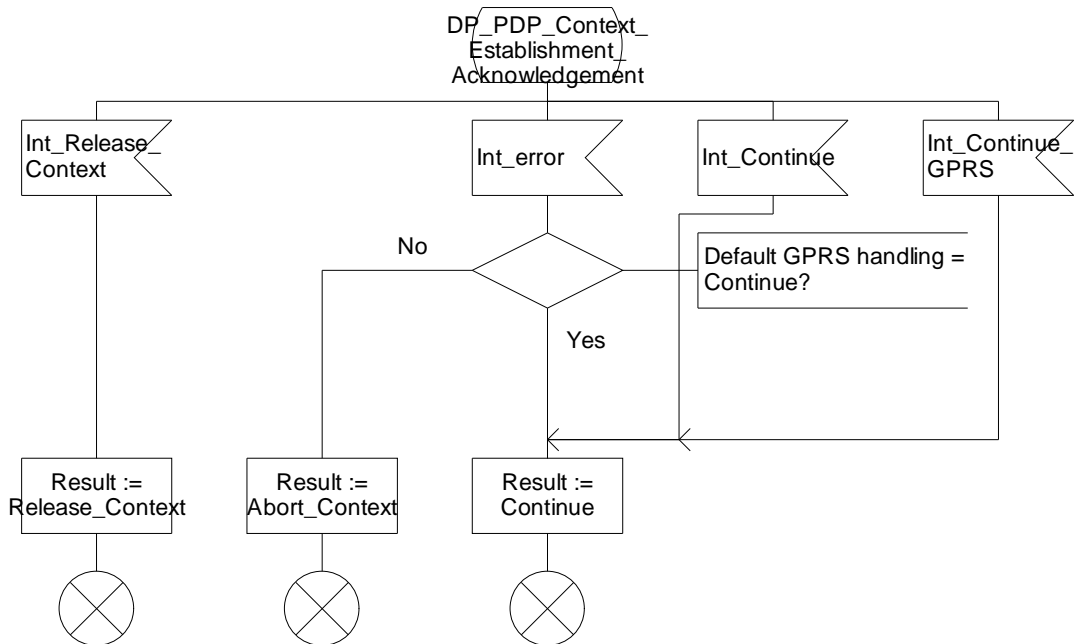 DP_PDP_Context_
Establishment_
Acknowledgement
Int_Release_
Context
Int_error
Int_Continue
Int_Continue_
GPRS
No
Default GPRS handling =
Continue?
Yes
Result :=
Release_Context
Result :=
Abort_Context
Result :=
Continue